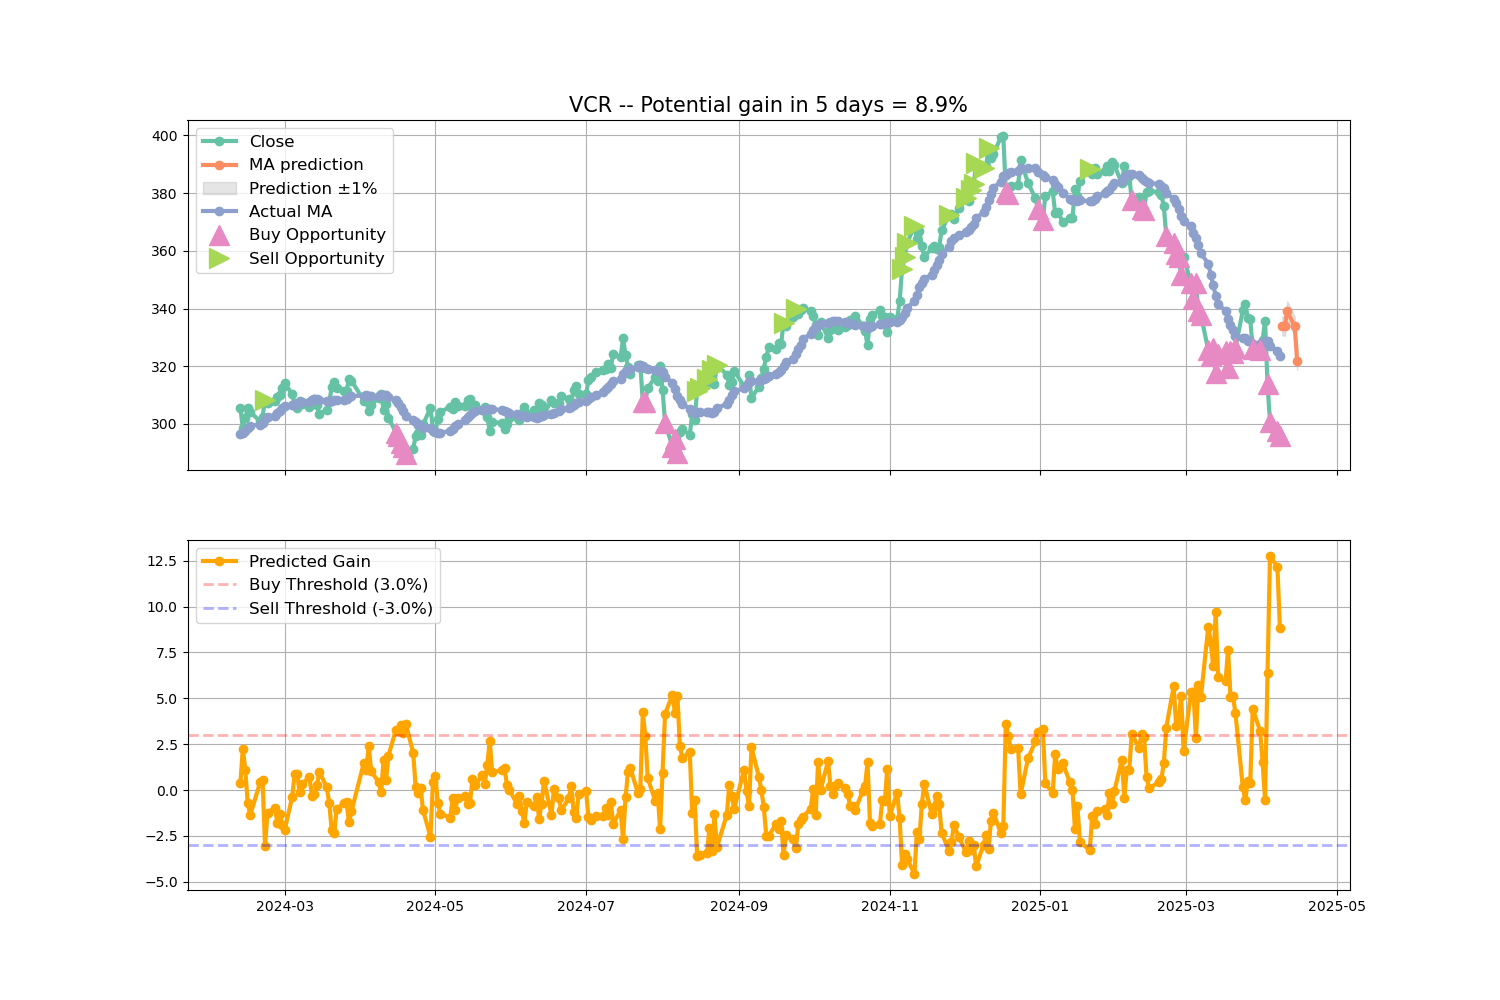 VCR -- Potential gain in 5 days = 8.9%
400
380
360
340
320
300
Close
MA prediction
Prediction ±1%
Actual MA
Buy Opportunity
Sell Opportunity
12.5
10.0
7.5
5.0
2.5
0.0
−2.5
−5.0
Predicted Gain
Buy Threshold (3.0%)
Sell Threshold (-3.0%)
2024-03
2024-05
2024-07
2024-09
2024-11
2025-01
2025-03
2025-05